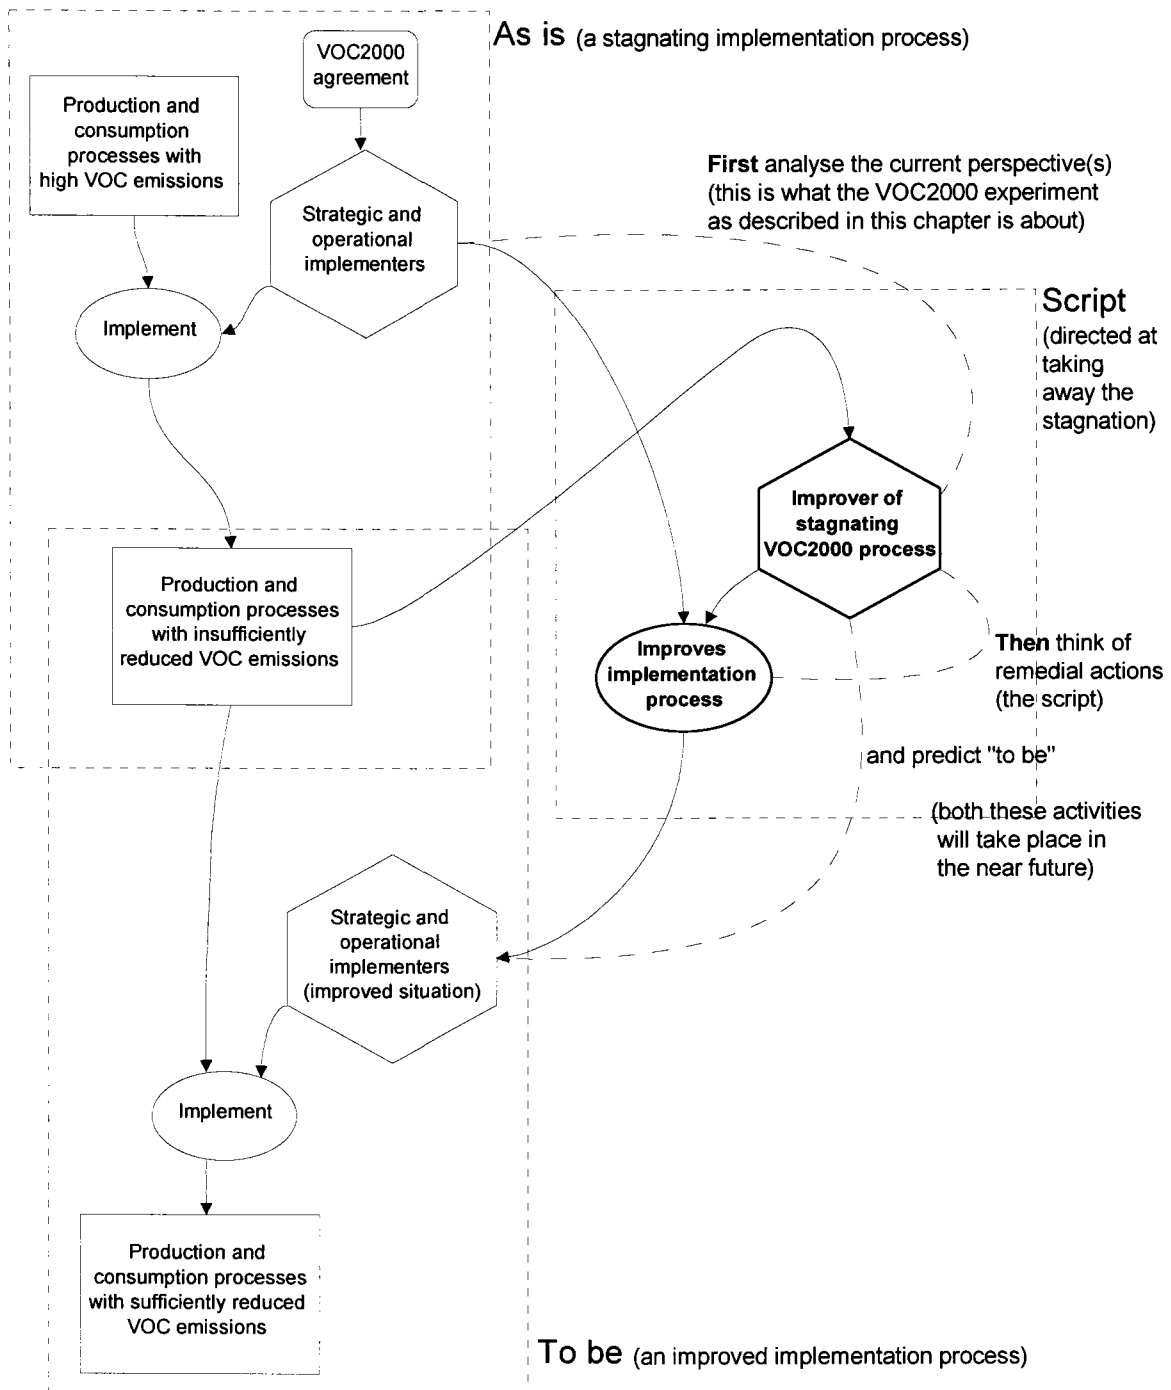 As is (a stagnating implementation process)
VOC2000
agreement
Production and
consumption
processes with
high VOC emissions
Strategic and
operational
implementers
First analyse the current perspective(s)
(this is what the VOC2000 experiment
as described in this chapter is about)
Implement
Script
(directed at
taking
away the
stagnation)
Improver of
stagnating
VOC2000 process
Production and
consumption processes
with insufficiently
reduced VOC emissions
Improves
implementation
process
Then think of
remedial actions
(the script)
and predict "to be"
(both these activities
will take place in
the near future)
Strategic and
operational
implementers
(improved situation)
Implement
Production and
consumption processes
with sufficiently reduced
VOC emissions
To be (an improved implementation process)